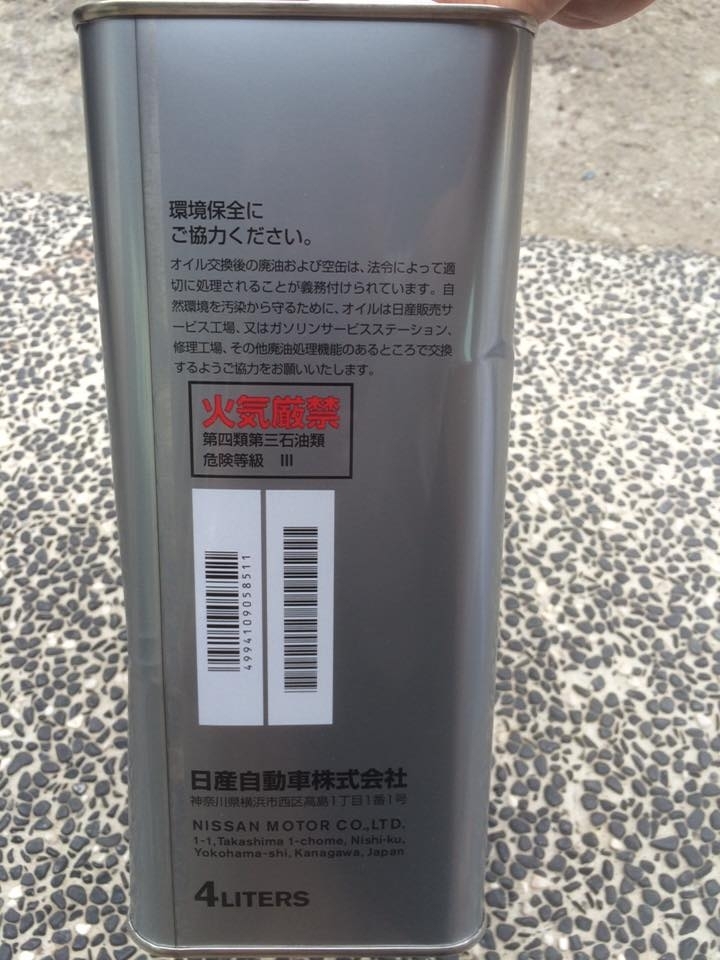 環境保全に
ご協力ください。
オイル交換後の廃油および空缶は、法令によって適
切に処理されることが義務付けられています。自
然環境を汚染から守るために、オイルは日産販売サ
ービス工場、又はガソリンサービスステーション、
修理工場、その他廃油処理機能のあるところで交換
するようご協力をお願いいたします。
火気厳禁
第四類第三石油類
危険等級 III
4994109058511
日産自動車株式会社
神奈川県横浜市西区高島1丁目1番1号
NISSAN MOTOR CO.,LTD.
1-1,Takashima 1-chome, Nishi-ku,
Yokohama-shi, Kanagawa, Japan
4 LITERS